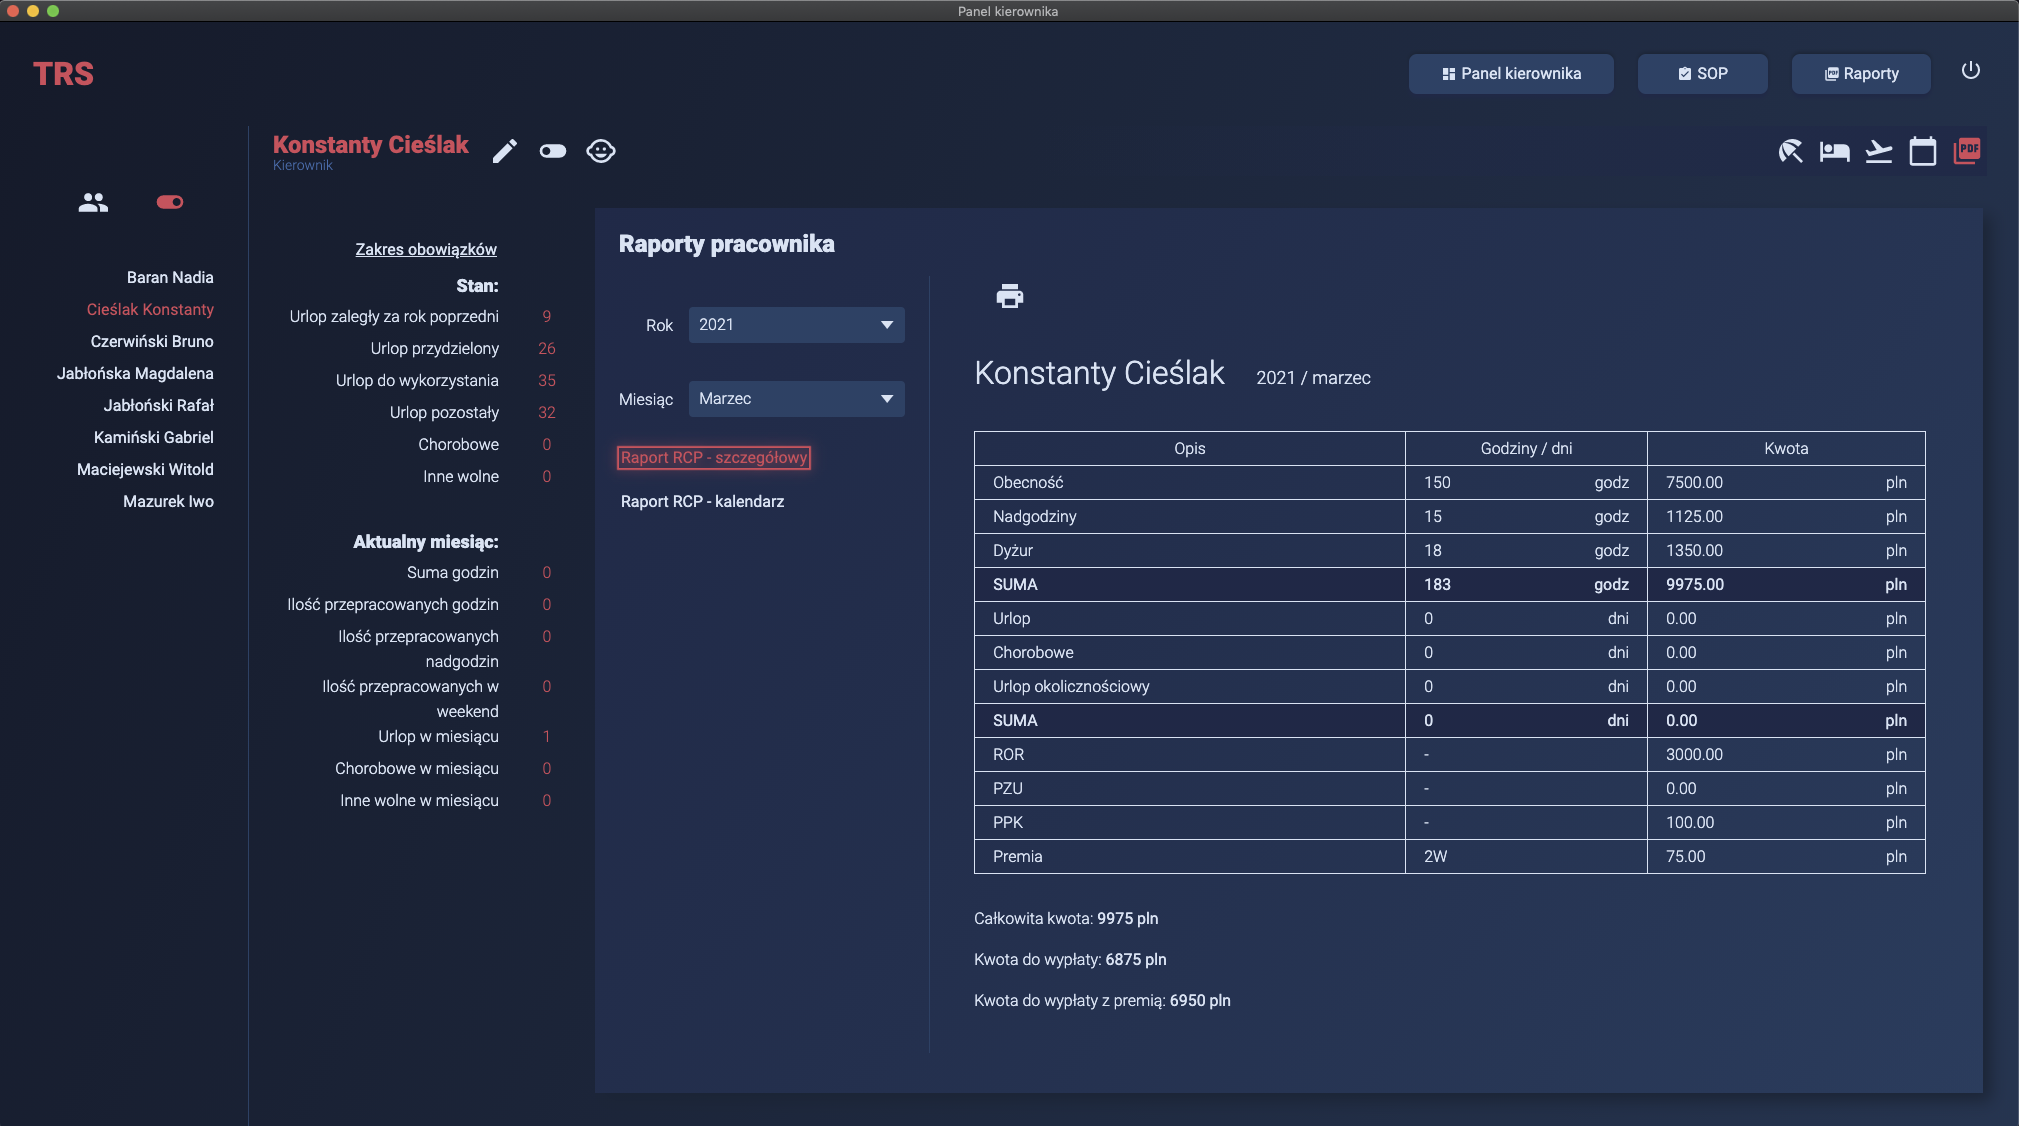 Panel kierownika
TRS
Panel kierownika
SOP
Raporty
Konstanty Cieślak
Kierownik
PDF
Baran Nadia
Cieślak Konstanty
Czerwiński Bruno
Jabłońska Magdalena
Jabłoński Rafał
Kamiński Gabriel
Maciejewski Witold
Mazurek Iwo
Zakres obowiązków
Stan:
Urlop zaległy za rok poprzedni 9
Urlop przydzielony 26
Urlop do wykorzystania 35
Urlop pozostały 32
Chorobowe 0
Inne wolne 0
Aktualny miesiąc:
Suma godzin 0
Ilość przepracowanych godzin 0
Ilość przepracowanych 0
nadgodzin
Ilość przepracowanych w 0
weekend
Urlop w miesiącu 1
Chorobowe w miesiącu 0
Inne wolne w miesiącu 0
Raporty pracownika
Rok 2021
Miesiąc Marzec
Raport RCP - szczegółowy
Raport RCP - kalendarz
Konstanty Cieślak 2021 / marzec
Opis Godziny / dni Kwota
Obecność 150 godz 7500.00 pln
Nadgodziny 15 godz 1125.00 pln
Dyżur 18 godz 1350.00 pln
SUMA 183 godz 9975.00 pln
Urlop 0 dni 0.00 pln
Chorobowe 0 dni 0.00 pln
Urlop okolicznościowy 0 dni 0.00 pln
SUMA 0 dni 0.00 pln
ROR - 3000.00 pln
PZU - 0.00 pln
PPK - 100.00 pln
Premia 2W 75.00 pln
Całkowita kwota: 9975 pln
Kwota do wypłaty: 6875 pln
Kwota do wypłaty z premią: 6950 pln